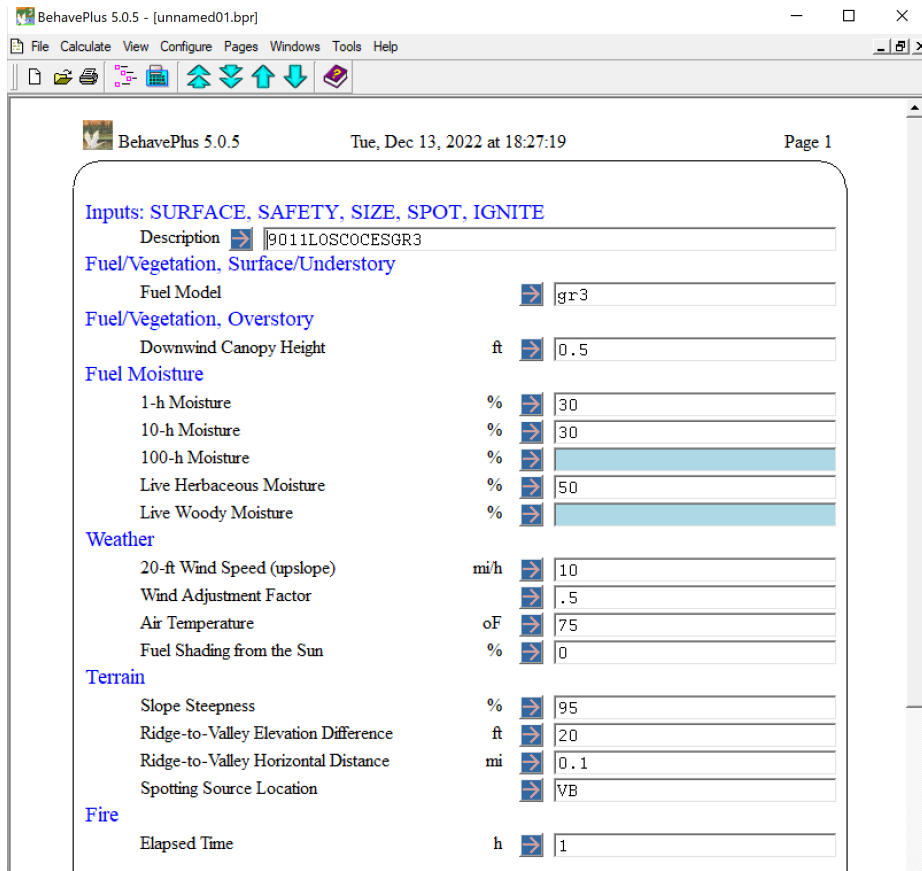 BehavePlus 5.0.5 - [unnamed01.bpr]
File Calculate View Configure Pages Windows Tools Help
BehavePlus 5.0.5 Tue, Dec 13, 2022 at 18:27:19 Page 1
Inputs: SURFACE, SAFETY, SIZE, SPOT, IGNITE
Description 9011LOSCOCESGR3
Fuel/Vegetation, Surface/Understory
Fuel Model gr3
Fuel/Vegetation, Overstory
Downwind Canopy Height ft 0.5
Fuel Moisture
1-h Moisture % 30
10-h Moisture % 30
100-h Moisture %
Live Herbaceous Moisture % 50
Live Woody Moisture %
Weather
20-ft Wind Speed (upslope) mi/h 10
Wind Adjustment Factor .5
Air Temperature oF 75
Fuel Shading from the Sun % 0
Terrain
Slope Steepness % 95
Ridge-to-Valley Elevation Difference ft 20
Ridge-to-Valley Horizontal Distance mi 0.1
Spotting Source Location VB
Fire
Elapsed Time h 1